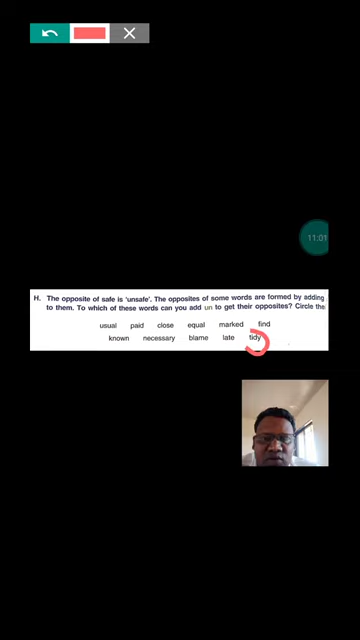 11:01
H. The opposite of safe is 'unsafe'. The opposites of some words are formed by adding
to them. To which of these words can you add un to get their opposites? Circle the
usual paid close equal marked find
known necessary blame late tidy